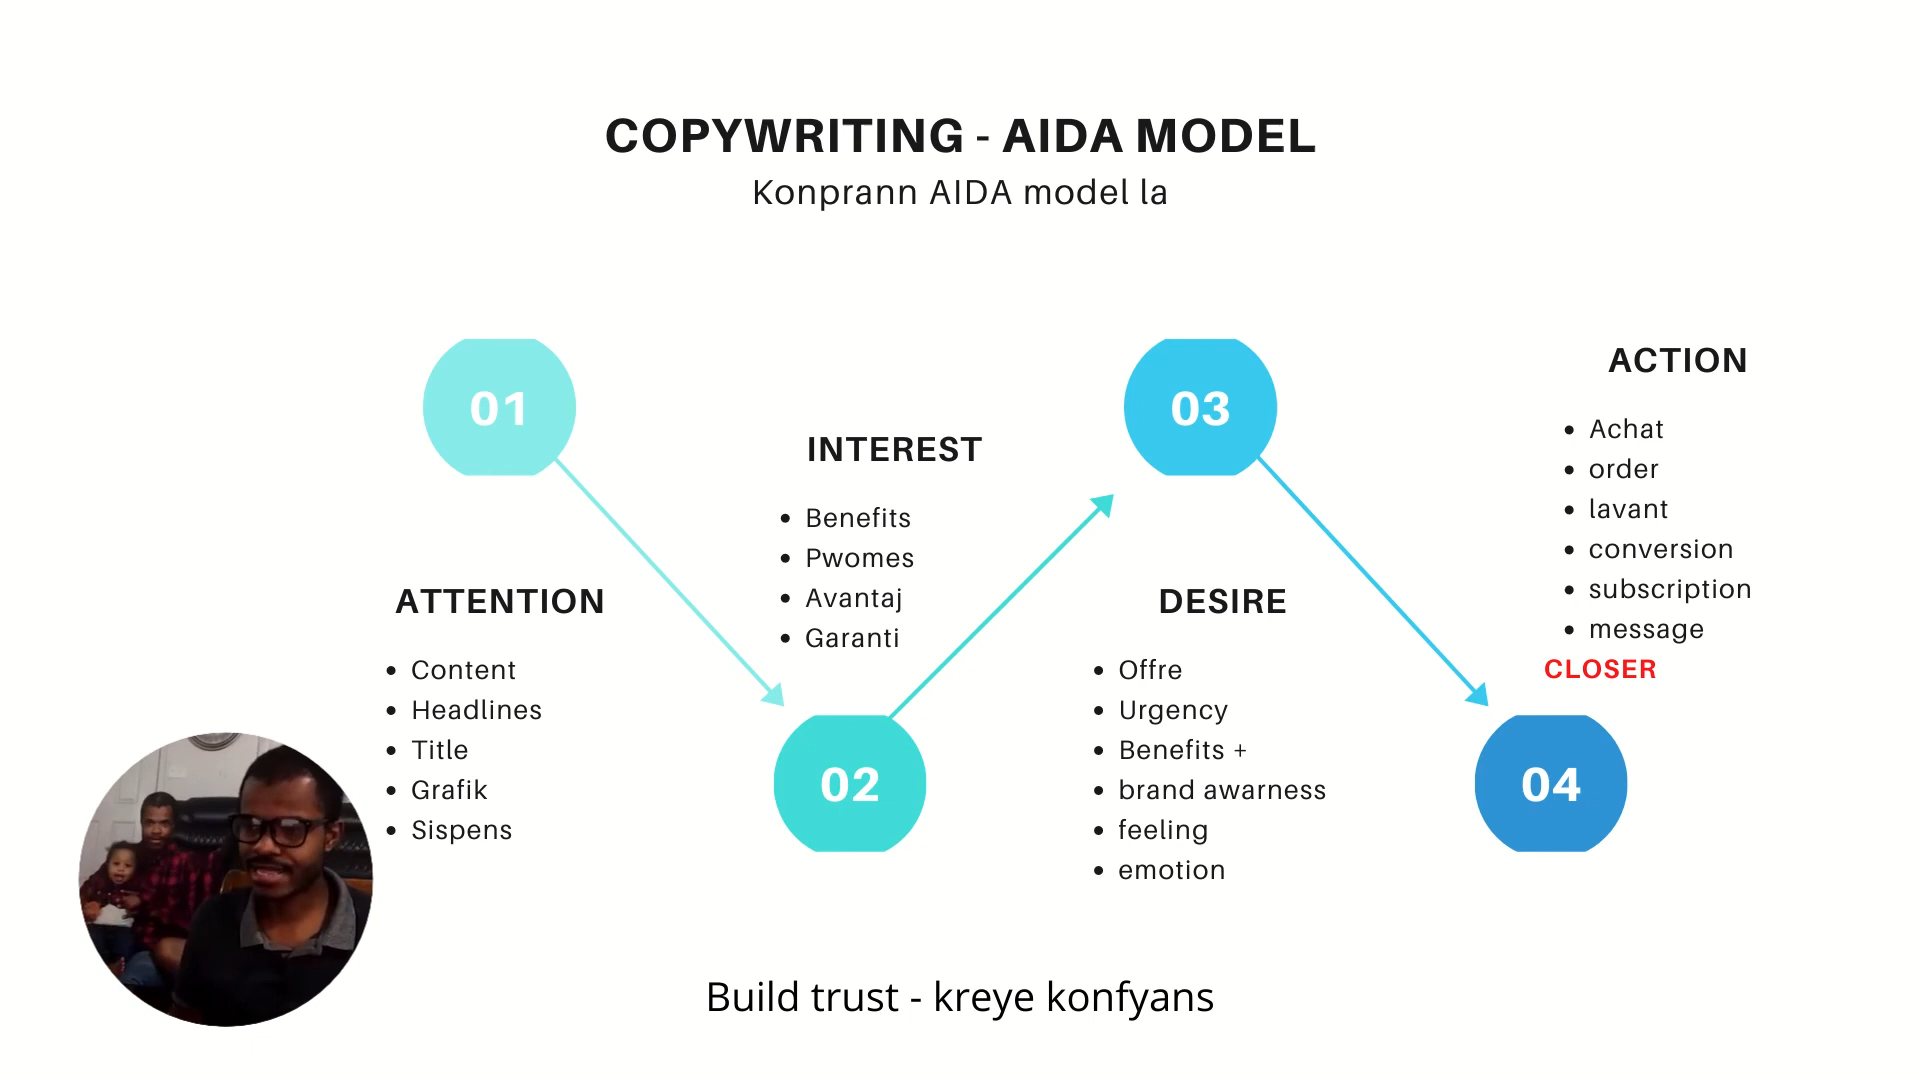 COPYWRITING - AIDA MODEL
Konprann AIDA model la
01
ATTENTION
Content
Headlines
Title
Grafik
Sispens
02
INTEREST
Benefits
Pwomes
Avantaj
Garanti
03
DESIRE
Offre
Urgency
Benefits +
brand awarness
feeling
emotion
04
ACTION
Achat
order
lavant
conversion
subscription
message
CLOSER
Build trust - kreye konfyans